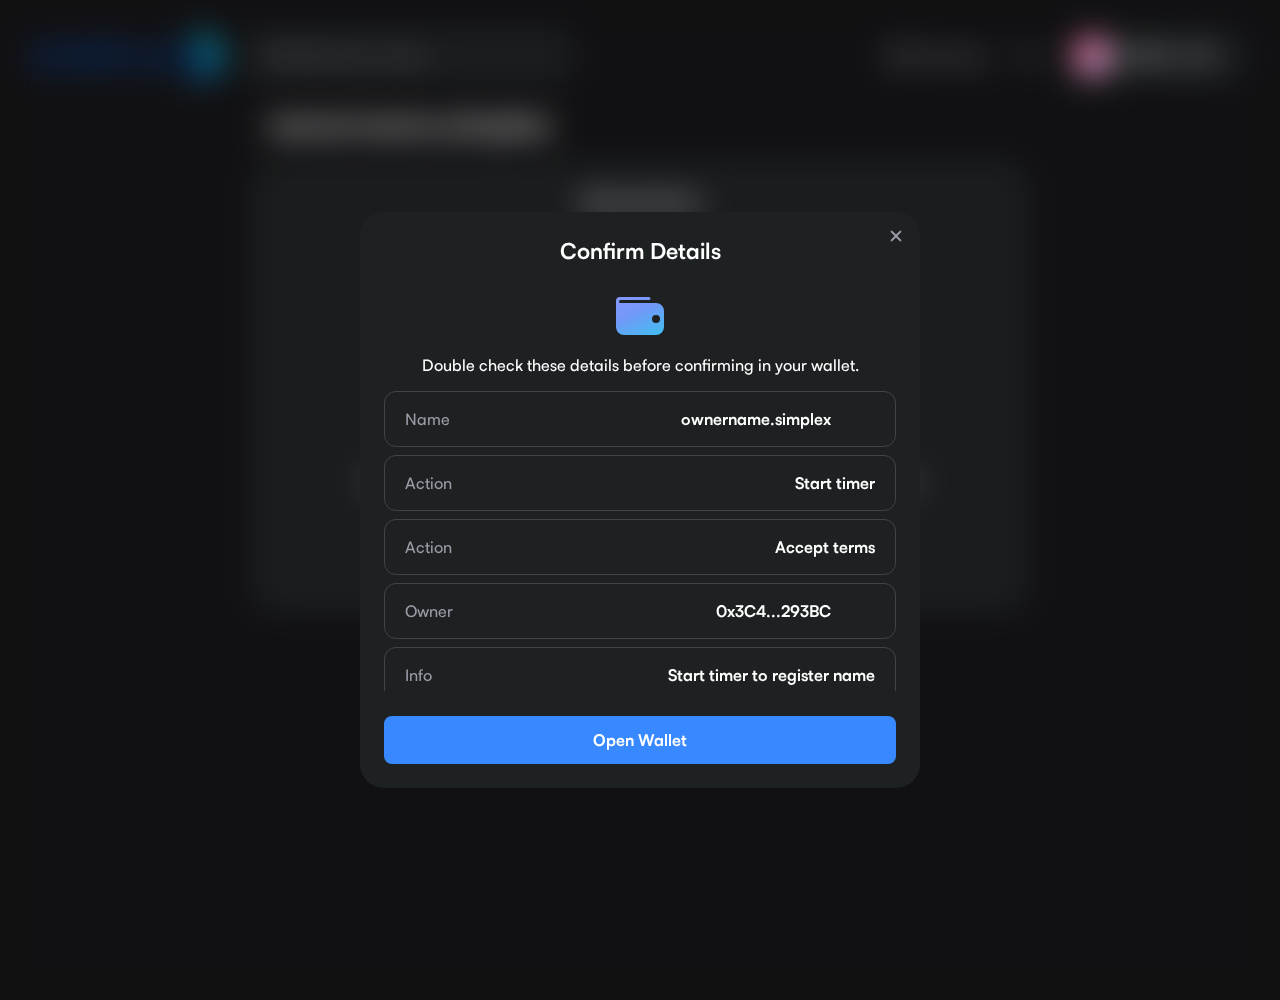 Confirm Details
Double check these details before confirming in your wallet.
Name ownername.simplex
Action Start timer
Action Accept terms
Owner 0x3C4...293BC
Info Start timer to register name
Open Wallet